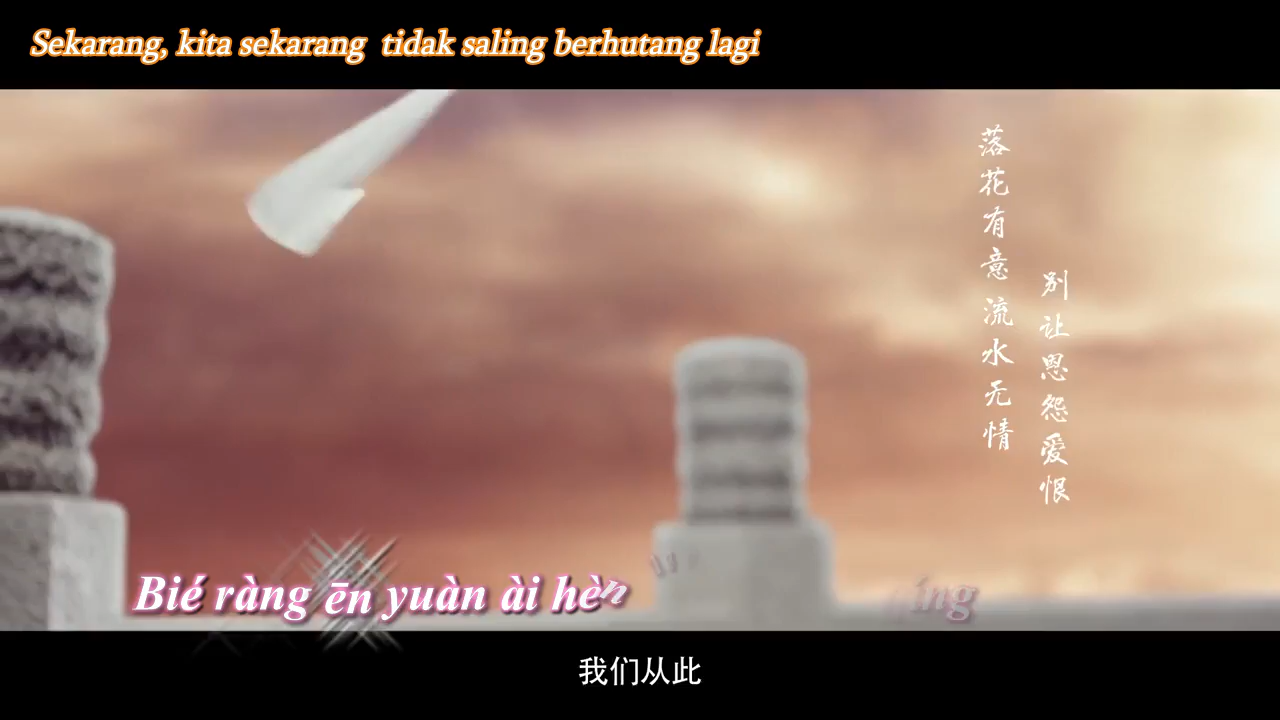 Sekarang, kita sekarang  tidak saling berhutang lagi
别让恩怨爱恨
落花有意流水无情
Bié ràng ēn yuàn ài hèn
我们从此